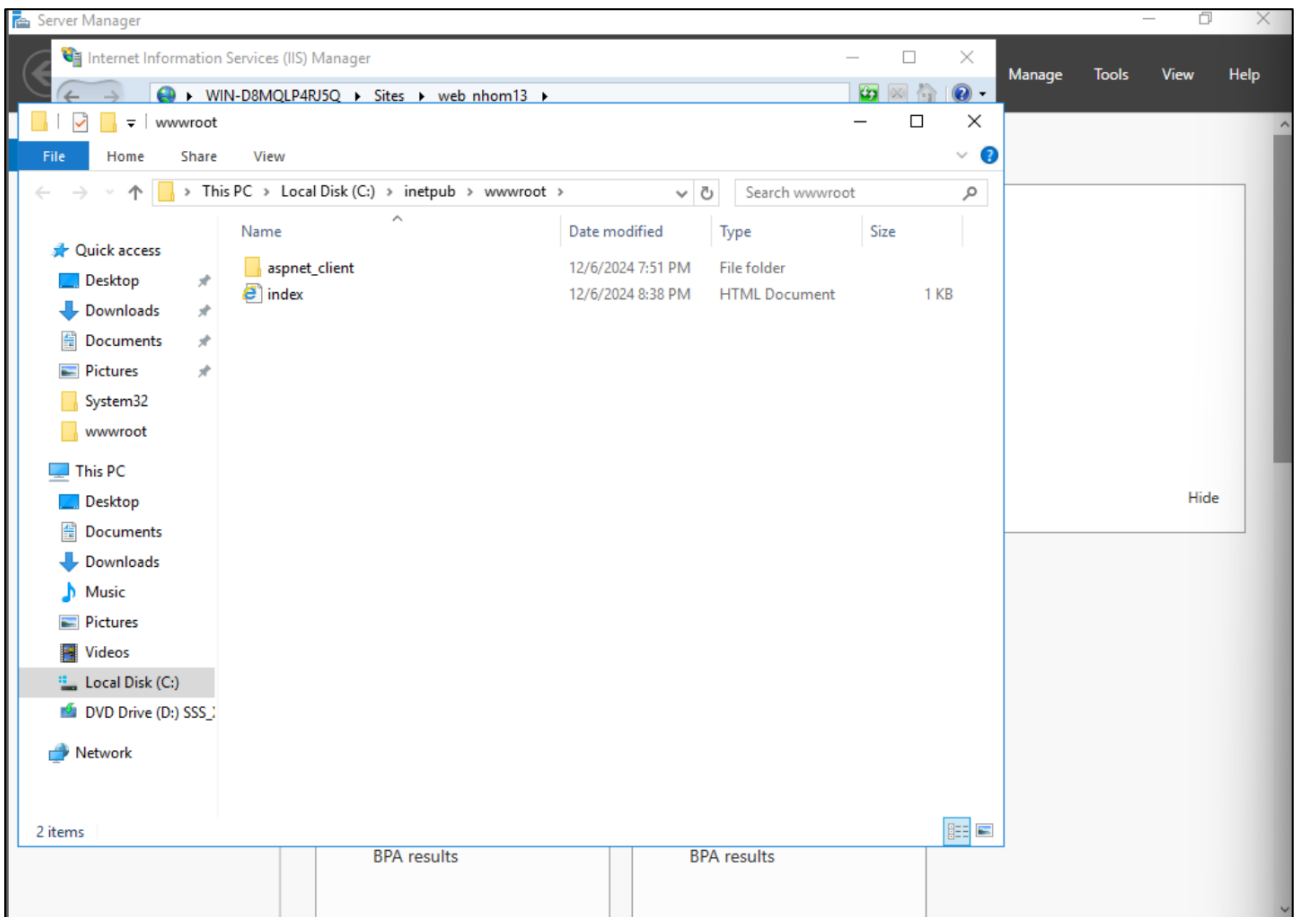 Server Manager
Internet Information Services (IIS) Manager
Manage Tools View Help
WIN-D8MQLP4RJ5Q Sites web nhom13
wwwroot
File Home Share View
This PC > Local Disk (C:) > inetpub > wwwroot >
Search wwwroot
Name Date modified Type Size
Quick access
Desktop
Downloads
Documents
Pictures
System32
wwwroot
This PC
Desktop
Documents
Downloads
Music
Pictures
Videos
Local Disk (C:)
DVD Drive (D:) SSS_
Network
aspnet_client 12/6/2024 7:51 PM File folder
index 12/6/2024 8:38 PM HTML Document 1 KB
Hide
2 items
BPA results
BPA results